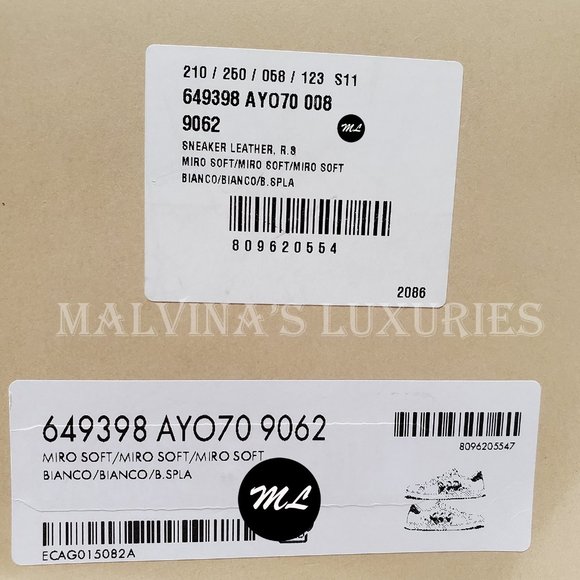 210 / 250 / 058 / 123 S11
649398 AYO70 008
9062
ML
SNEAKER LEATHER, R.8
MIRO SOFT/MIRO SOFT/MIRO SOFT
BIANCO/BIANCO/B.SPLA
809620554
2086
MALVINA'S LUXURIES
649398 AYO70 9062
MIRO SOFT/MIRO SOFT/MIRO SOFT
BIANCO/BIANCO/B.SPLA
8096205547
ML
ECAG015082A